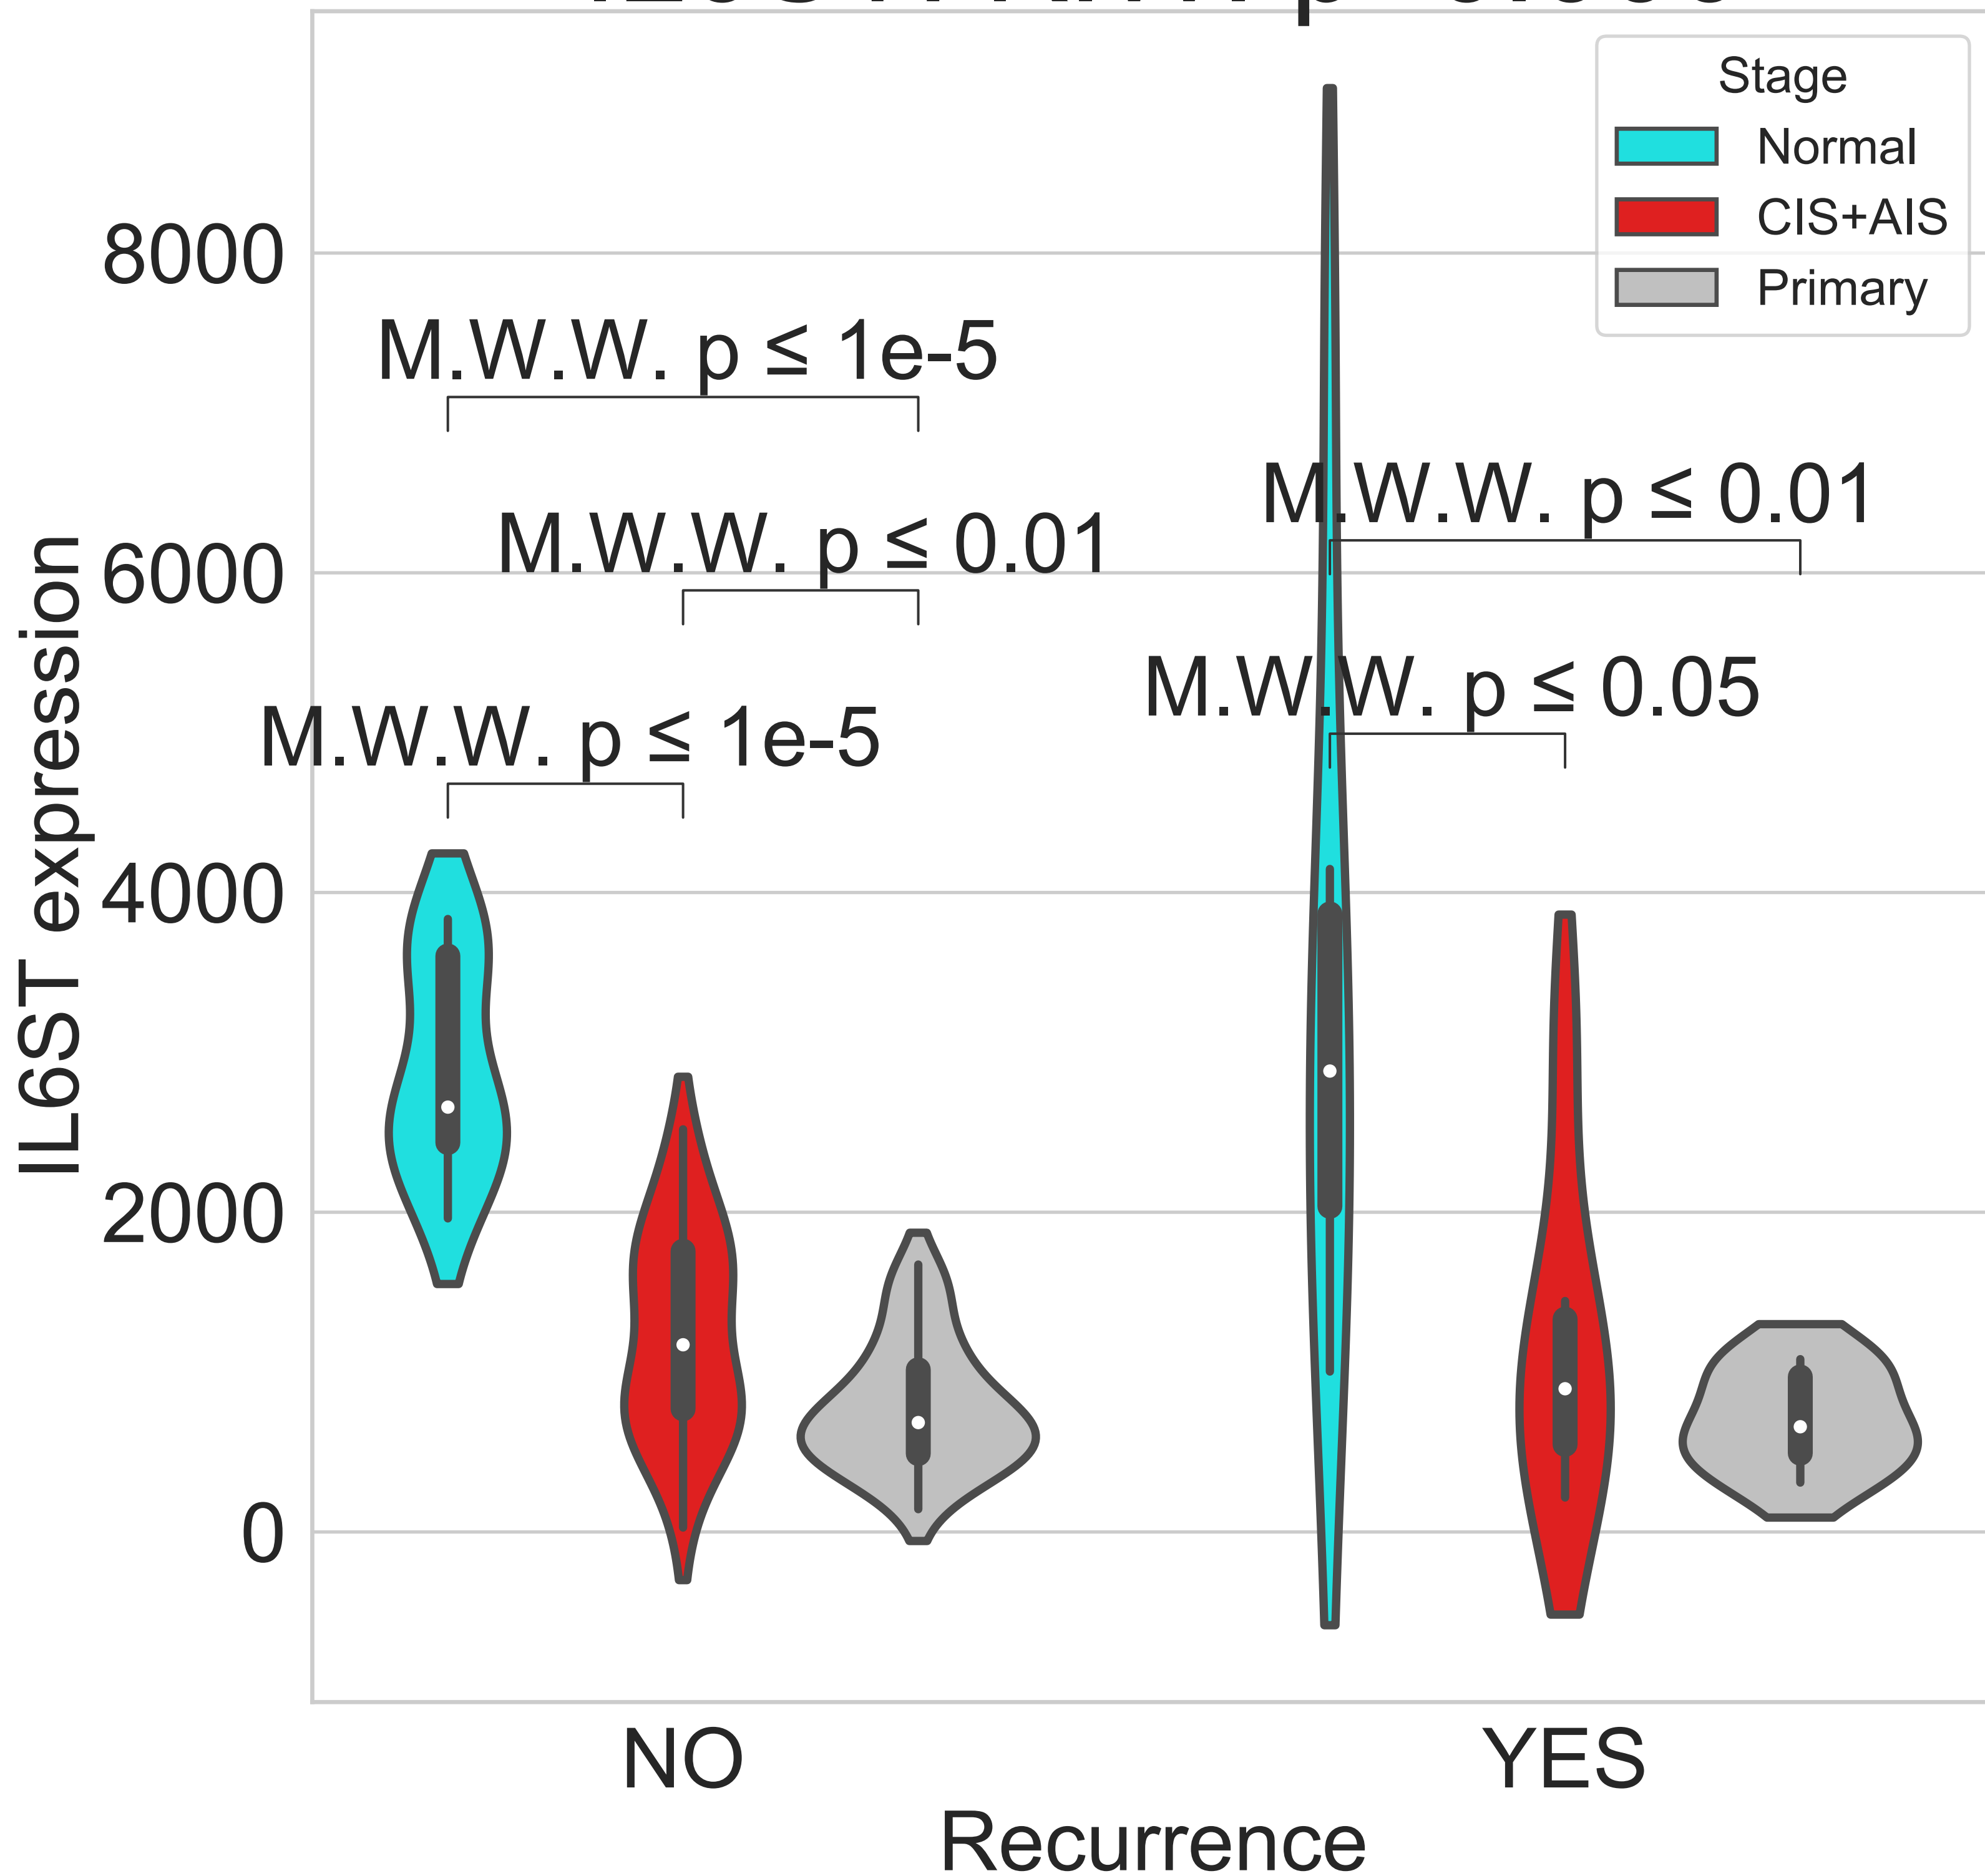 Stage
Normal
CIS+AIS
Primary
8000
6000
4000
2000
0
IL6ST expression
M.W.W. p ≤ 1e-5
M.W.W. p ≤ 0.01
M.W.W. p ≤ 1e-5
M.W.W. p ≤ 0.01
M.W.W. p ≤ 0.05
NO
YES
Recurrence